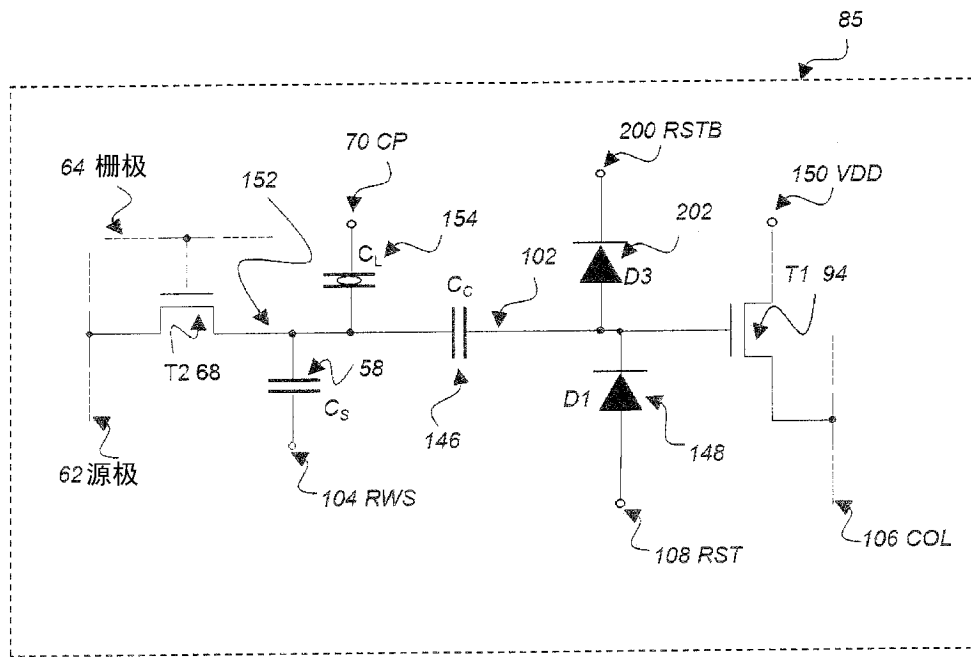 85
200 RSTB
70 CP
64 栅极
152
150 VDD
154
202
C_L
102
C_C
D3
T1 94
T2 68
58
D1
C_S
146
148
62 源极
104 RWS
108 RST
106 COL